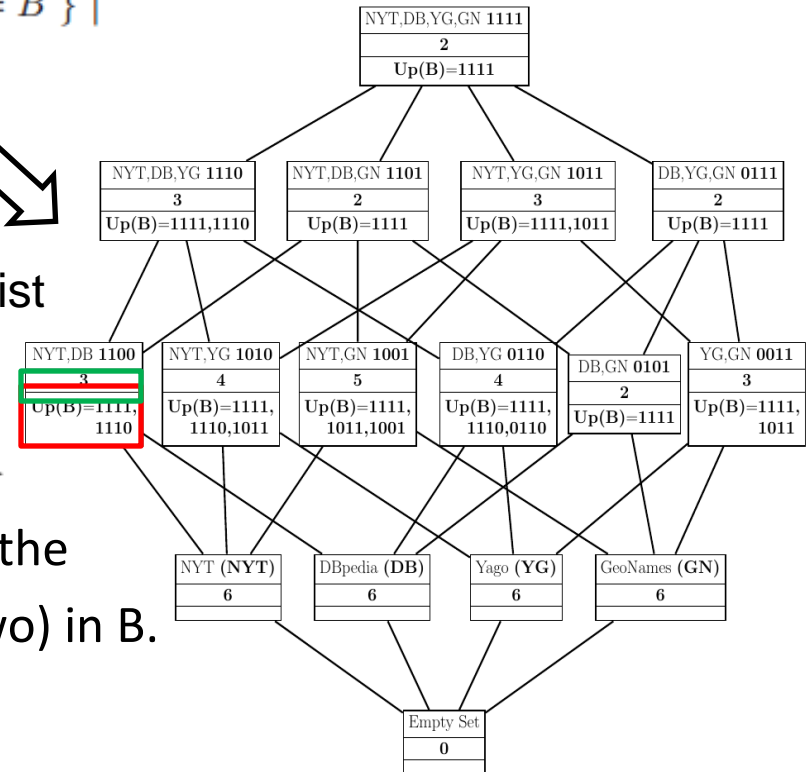 = B } |
NYT,DB,YG,GN 1111
2
Up(B)=1111
NYT,DB,YG 1110
3
Up(B)=1111,1110
NYT,DB,GN 1101
2
Up(B)=1111
NYT,YG,GN 1011
3
Up(B)=1111,1011
DB,YG,GN 0111
2
Up(B)=1111
ist
NYT,DB 1100
3
Up(B)=1111,
1110
NYT,YG 1010
4
Up(B)=1111,
1110,1011
NYT,GN 1001
5
Up(B)=1111,
1011,1001
DB,YG 0110
4
Up(B)=1111,
1110,0110
DB,GN 0101
2
Up(B)=1111
YG,GN 0011
3
Up(B)=1111,
1011
the
NYT (NYT)
6
DBpedia (DB)
6
Yago (YG)
6
GeoNames (GN)
6
vo) in B.
Empty Set
0